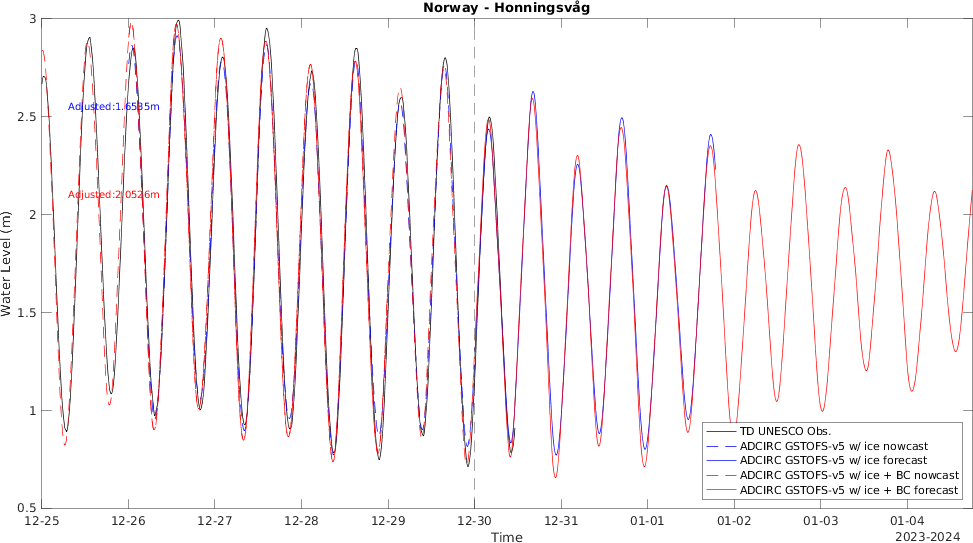 Norway - Honningsvåg
Water Level (m)
3
2.5
2
1.5
1
0.5
Adjusted:1.6535m
Adjusted:2.0526m
TD UNESCO Obs.
ADCIRC GSTOFS-v5 w/ ice nowcast
ADCIRC GSTOFS-v5 w/ ice forecast
ADCIRC GSTOFS-v5 w/ ice + BC nowcast
ADCIRC GSTOFS-v5 w/ ice + BC forecast
12-25 12-26 12-27 12-28 12-29 12-30 12-31 01-01 01-02 01-03 01-04
Time
2023-2024